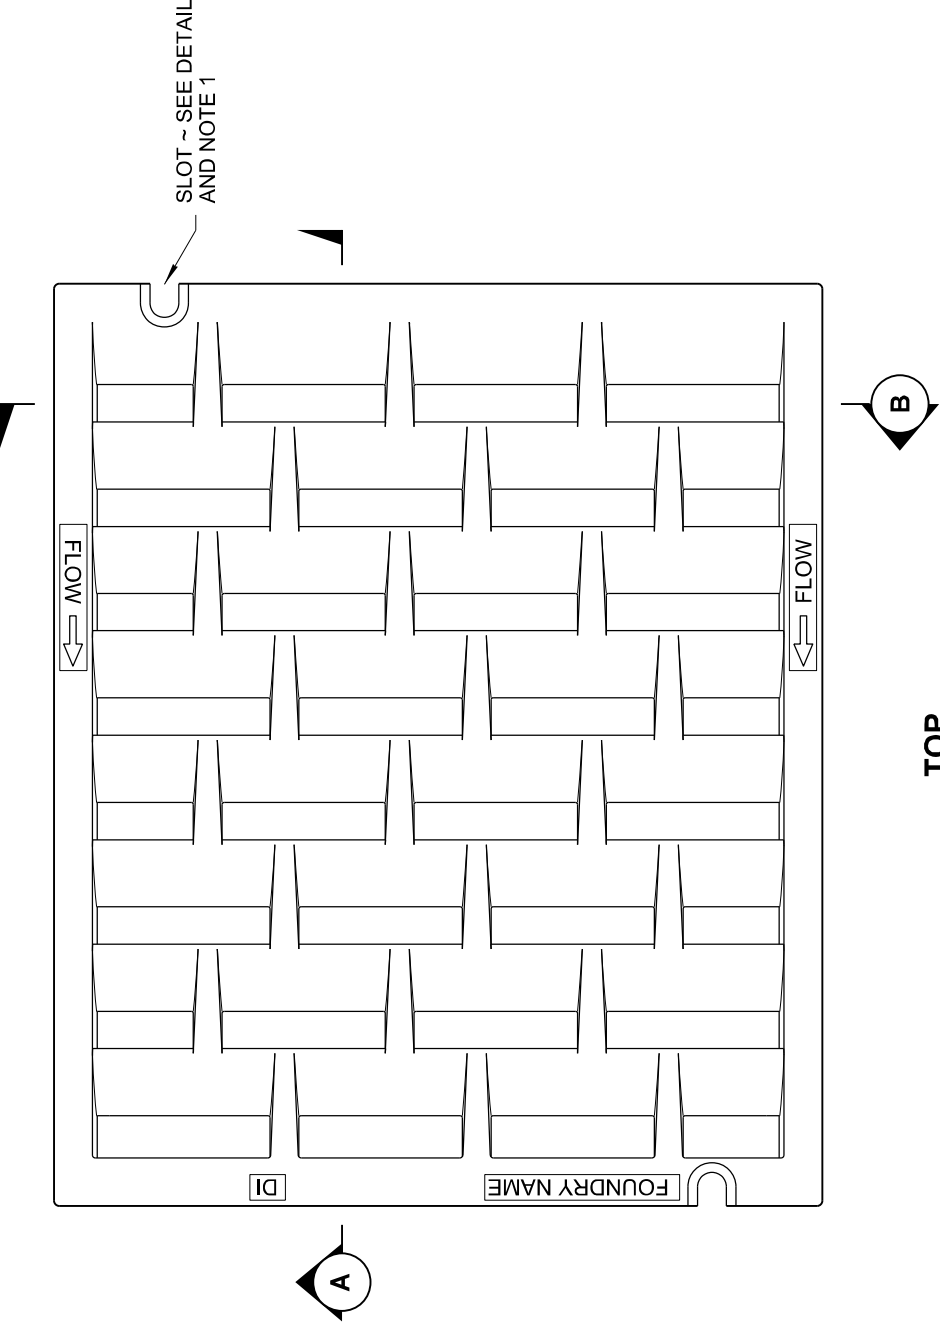 SLOT ~ SEE DETAIL
AND NOTE 1
FLOW
FLOW
B
DI
FOUNDRY NAME
A
TOP